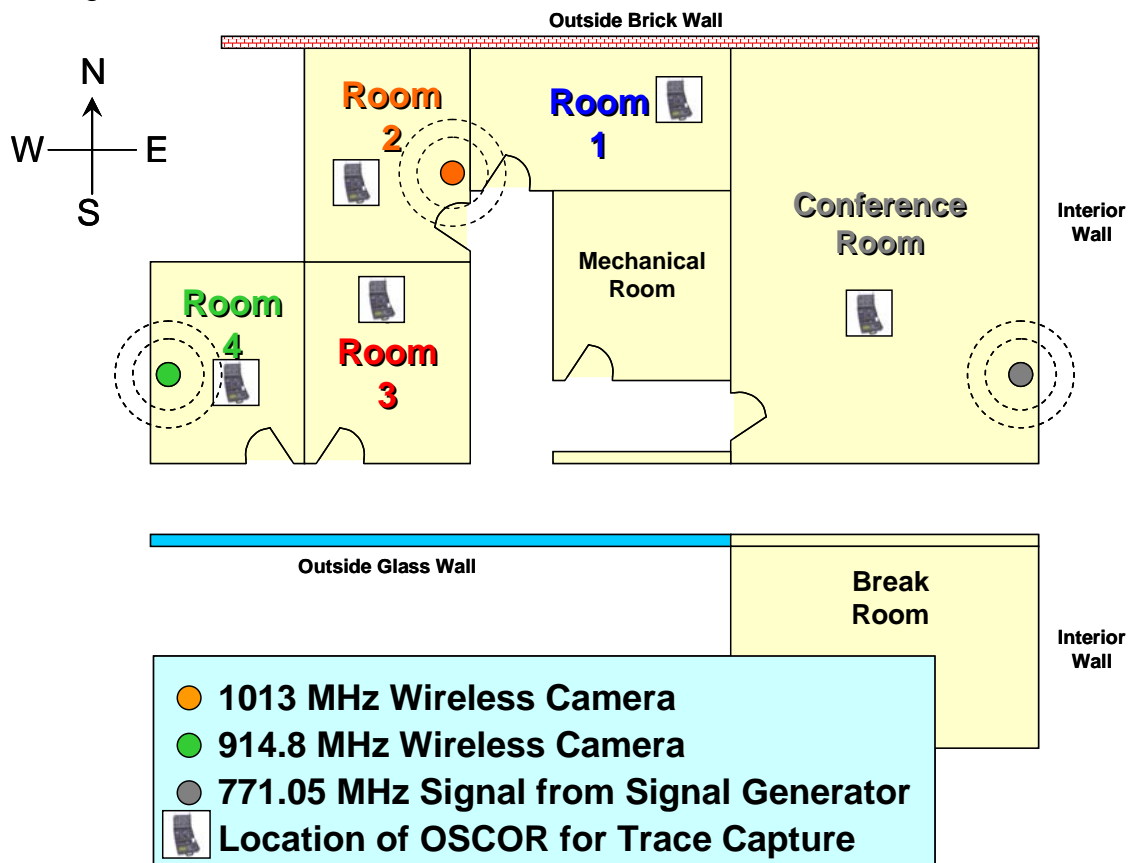 Outside Brick Wall
N
W
E
S
Room
2
Room
1
Conference
Room
Interior
Wall
Mechanical
Room
Room
4
Room
3
Outside Glass Wall
Break
Room
Interior
Wall
1013 MHz Wireless Camera
914.8 MHz Wireless Camera
771.05 MHz Signal from Signal Generator
Location of OSCOR for Trace Capture